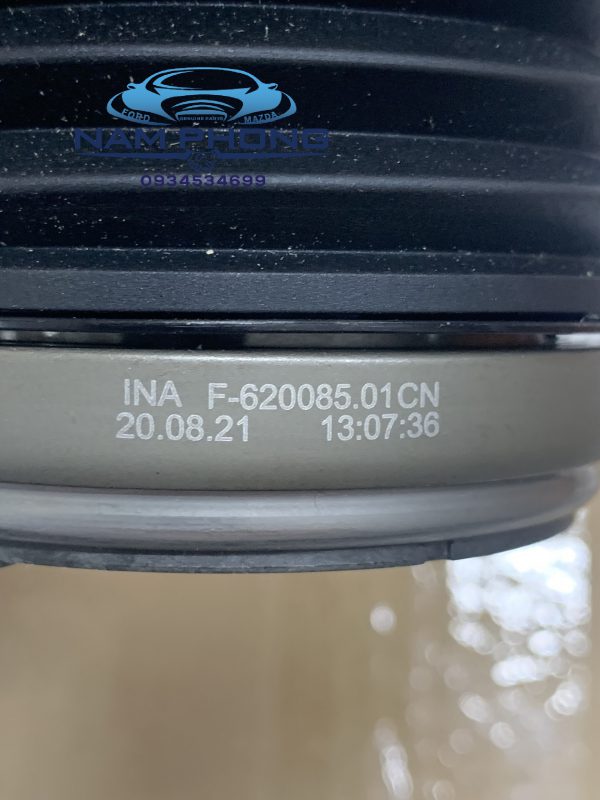 FORD
GENUINE PARTS
MAZDA
NAM PHONG
0934534699
INA F-620085.01CN
20.08.21 13:07:36